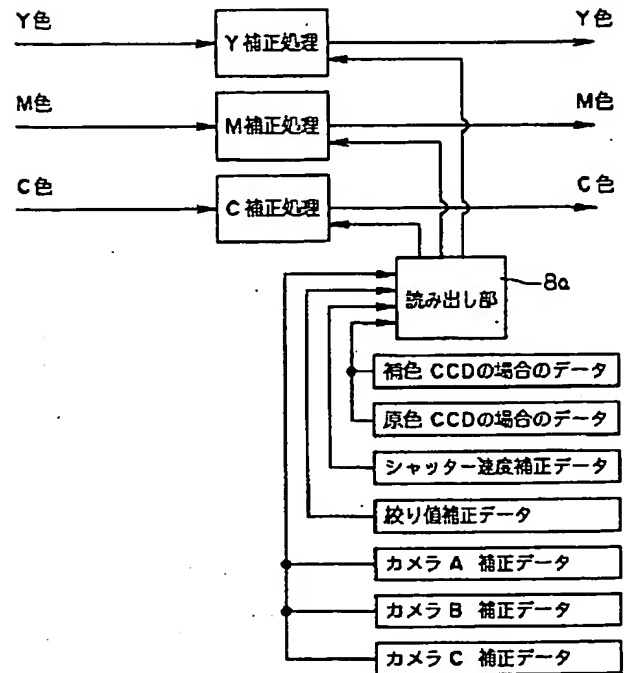 Y色
Y補正処理
Y色
M色
M補正処理
M色
C色
C補正処理
C色
読み出し部
8a
補色 CCDの場合のデータ
原色 CCDの場合のデータ
シャッター速度補正データ
絞り値補正データ
カメラ A 補正データ
カメラ B 補正データ
カメラ C 補正データ